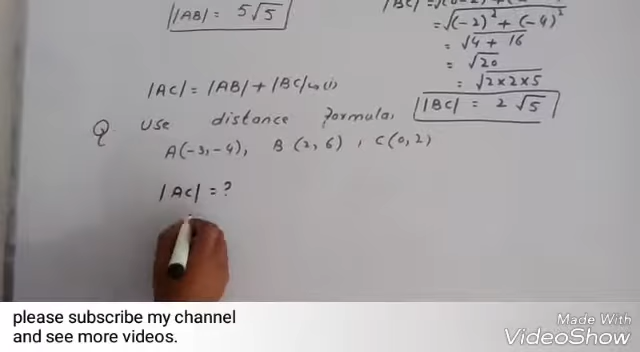 |AB| = 5√5
= √(-2)² + (-4)²
= √4 + 16
= √20
= √2×2×5
|AC| = |AB| + |BC| → (i)
|BC| = 2√5
Q. Use distance formula,
A(-3,-4), B(2,6), C(0,2)
|AC| = ?
please subscribe my channel
and see more videos.
Made With
VideoShow